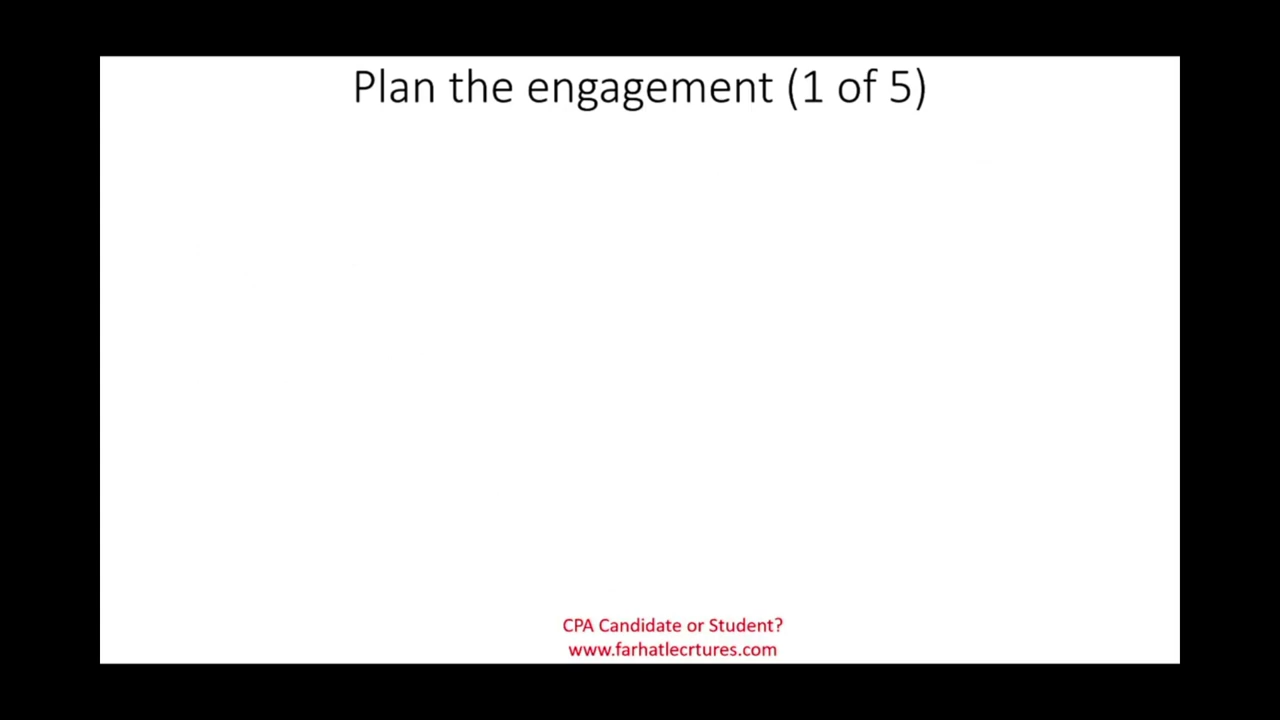 Plan the engagement (1 of 5)
CPA Candidate or Student?
www.farhatlecrtures.com